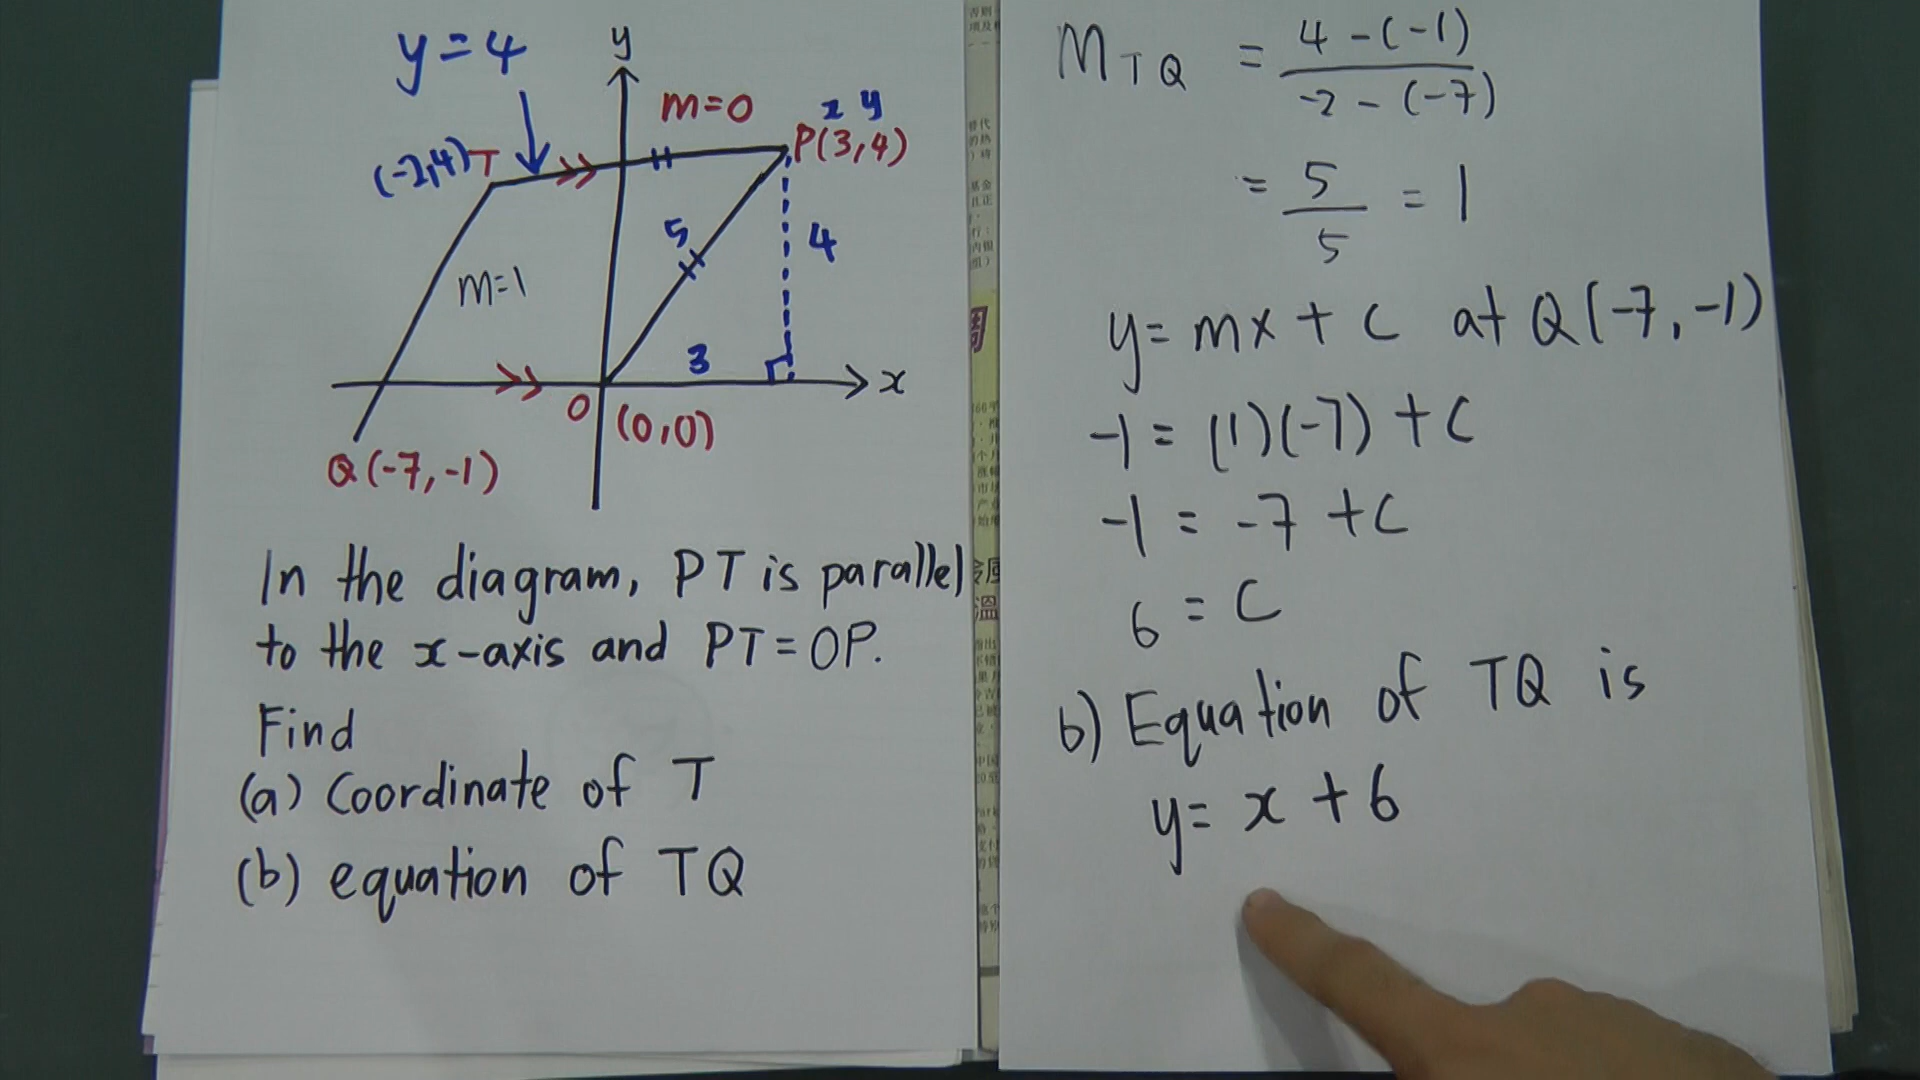 y=4
y
m=0
x y
P(3,4)
(-2,4) T
5
4
m=1
3
x
O
(0,0)
Q(-7,-1)
In the diagram, PT is parallel
to the x-axis and PT=OP.
Find
(a) Coordinate of T
(b) equation of TQ
M TQ = 4-(-1)
-2-(-7)
= 5 = 1
5
y=mx+c at Q(-7,-1)
-1 = (1)(-7)+c
-1 = -7+c
6 = c
b) Equation of TQ is
y= x+6